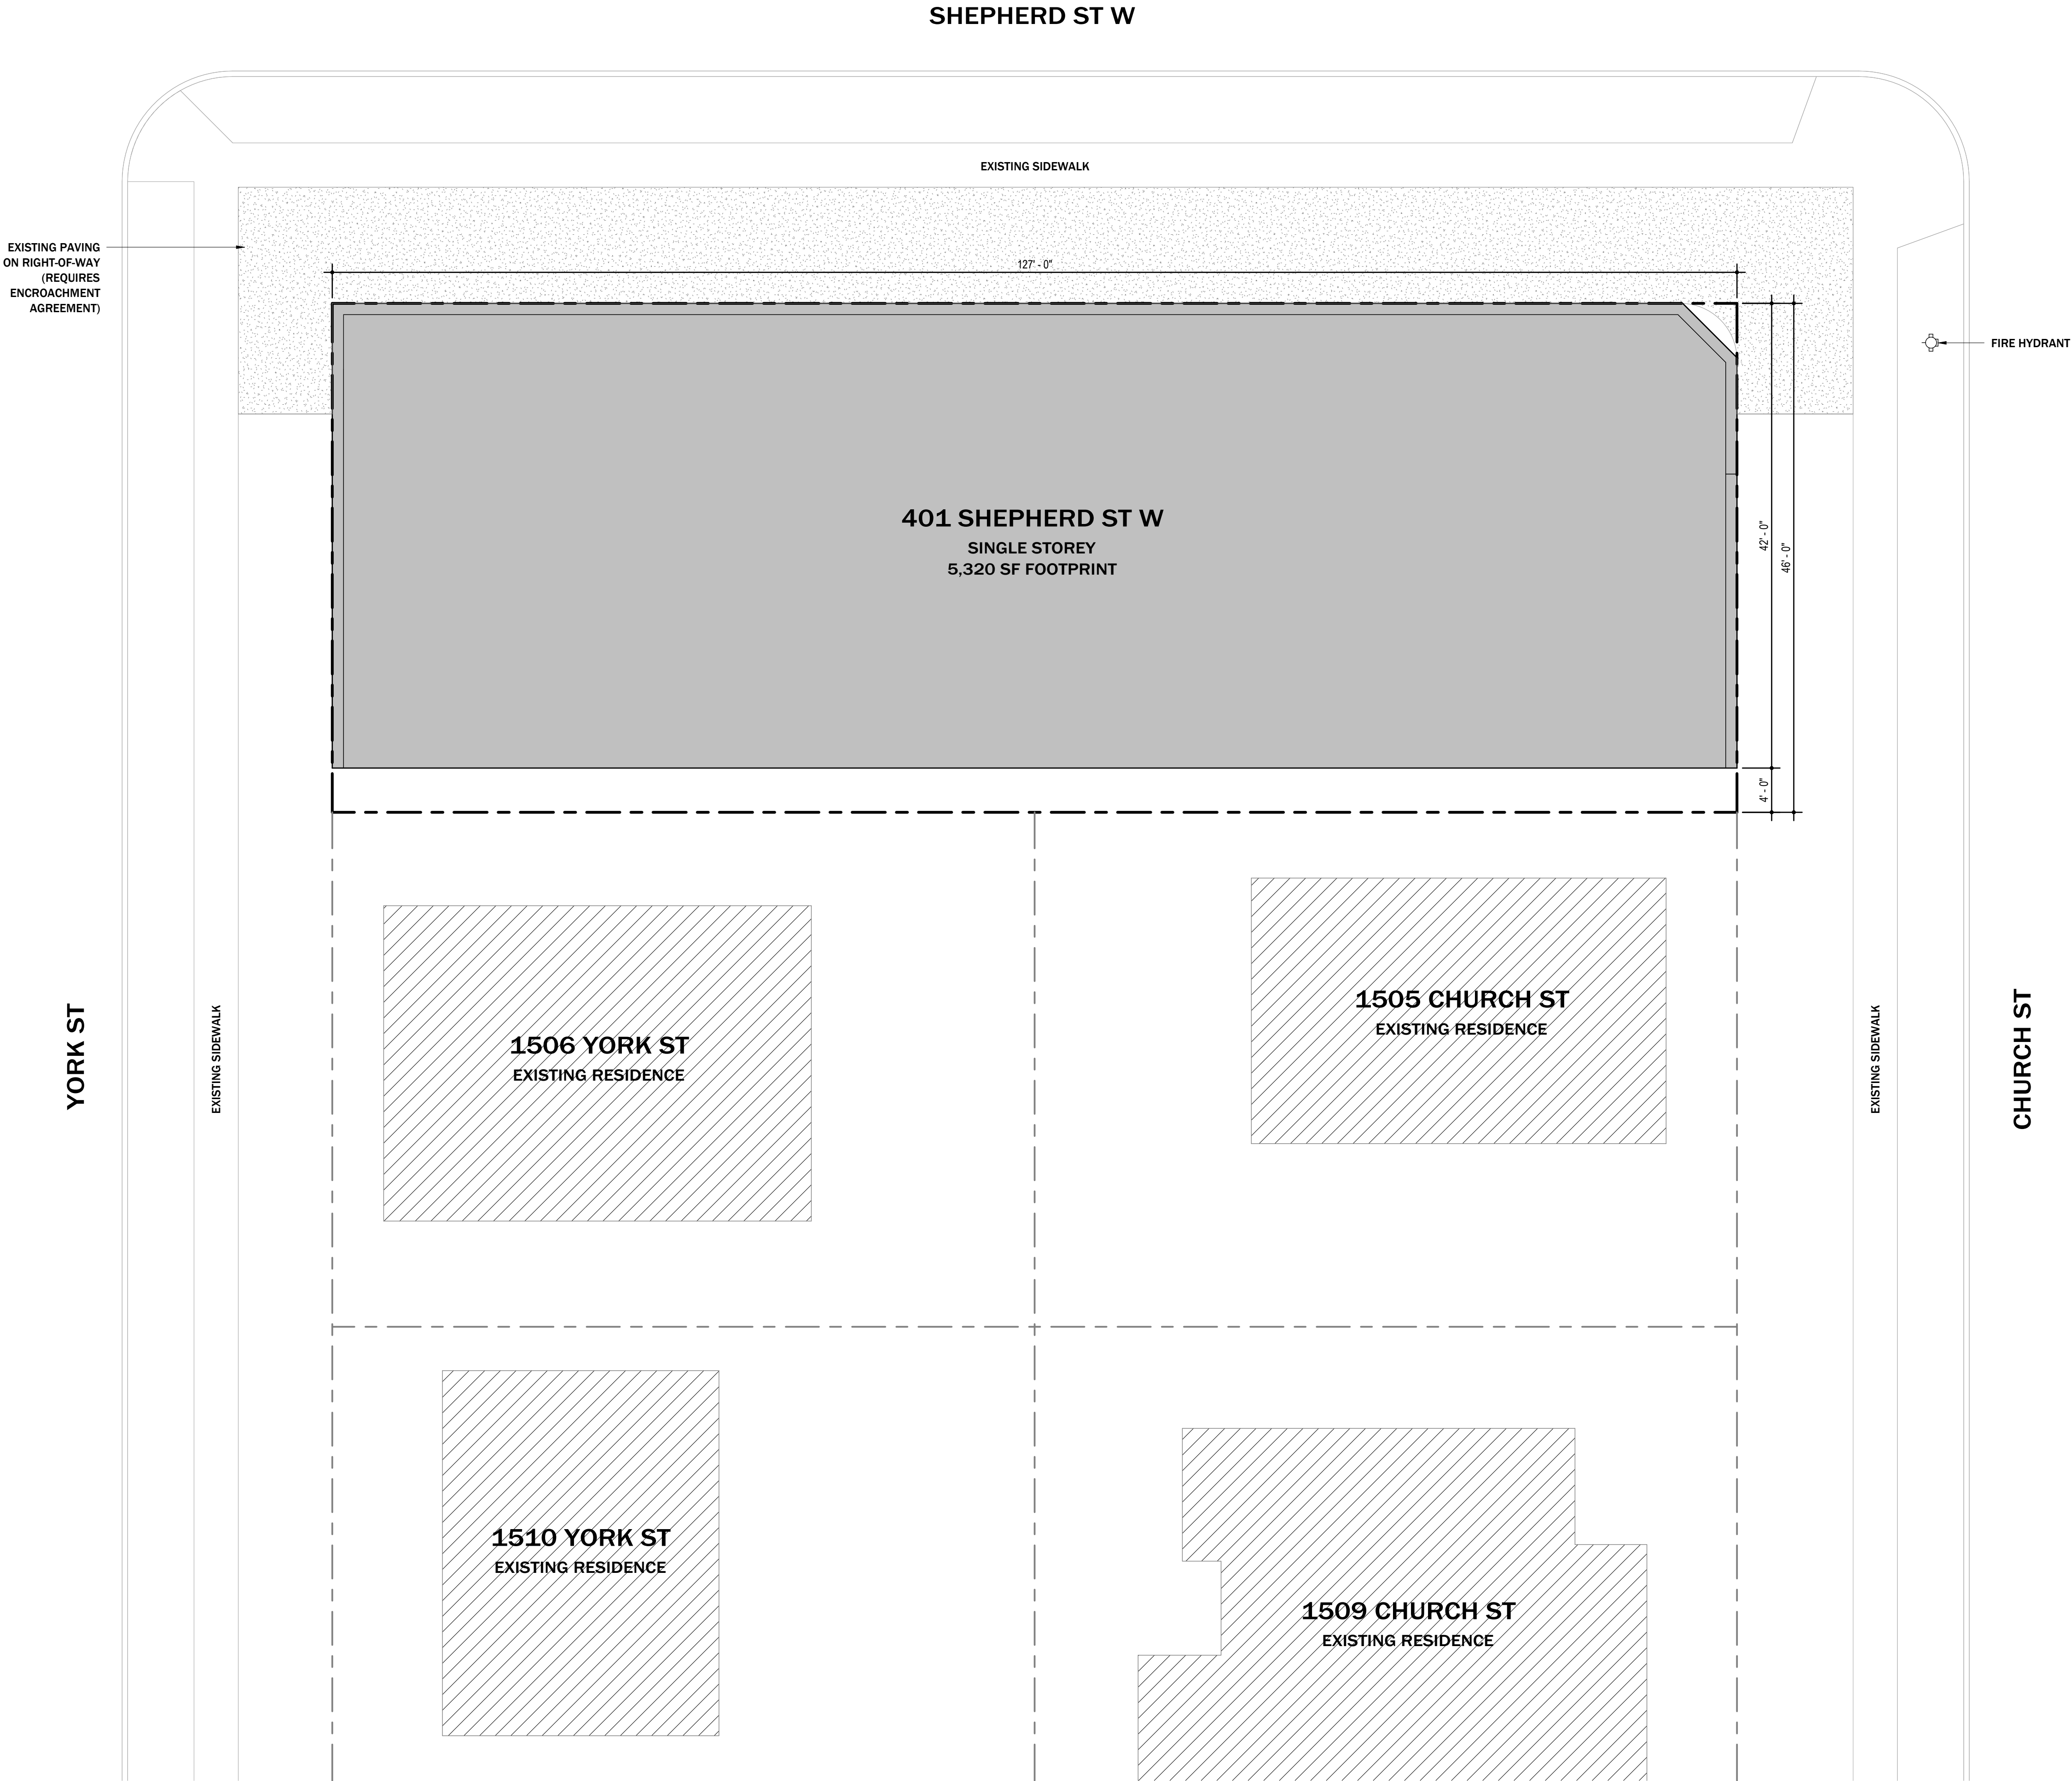 SHEPHERD ST W
EXISTING SIDEWALK
EXISTING PAVING
ON RIGHT-OF-WAY
(REQUIRES
ENCROACHMENT
AGREEMENT)
127' - 0"
FIRE HYDRANT
401 SHEPHERD ST W
SINGLE STOREY
5,320 SF FOOTPRINT
42' - 0"
46' - 0"
4' - 0"
YORK ST
EXISTING SIDEWALK
1506 YORK ST
EXISTING RESIDENCE
1505 CHURCH ST
EXISTING RESIDENCE
EXISTING SIDEWALK
CHURCH ST
1510 YORK ST
EXISTING RESIDENCE
1509 CHURCH ST
EXISTING RESIDENCE